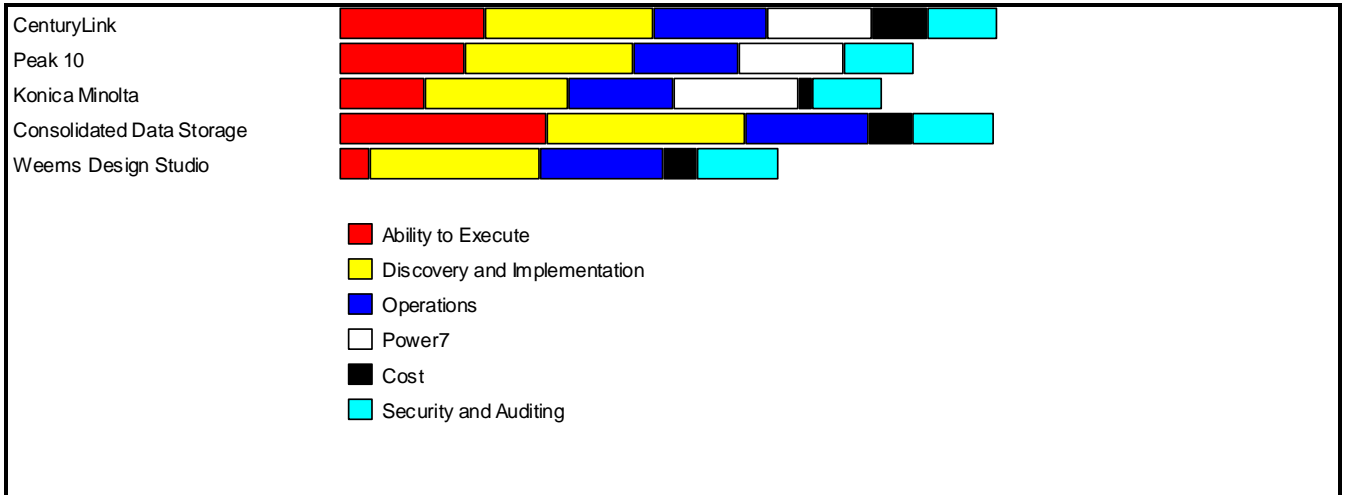 CenturyLink
Peak 10
Konica Minolta
Consolidated Data Storage
Weems Design Studio
Ability to Execute
Discovery and Implementation
Operations
Power7
Cost
Security and Auditing